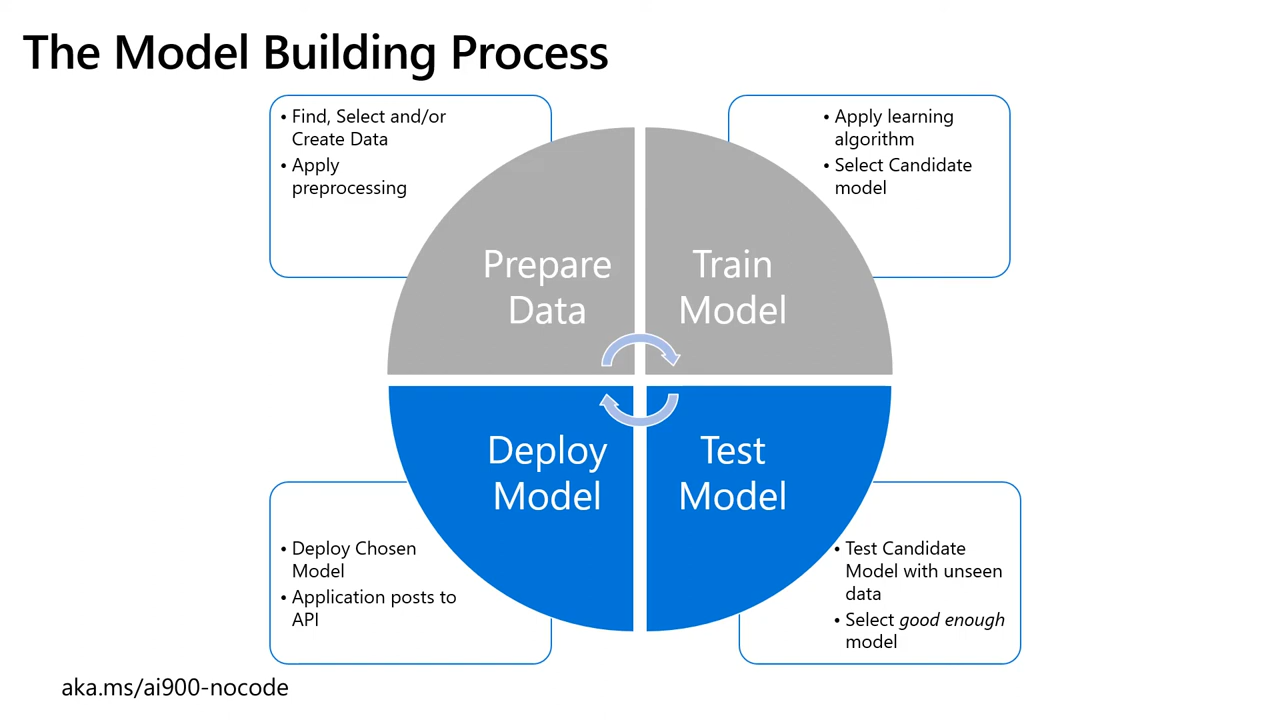 The Model Building Process
• Find, Select and/or
Create Data
• Apply
preprocessing
• Apply learning
algorithm
• Select Candidate
model
Prepare
Data
Train
Model
Deploy
Model
Test
Model
• Deploy Chosen
Model
• Application posts to
API
• Test Candidate
Model with unseen
data
• Select good enough
model
aka.ms/ai900-nocode